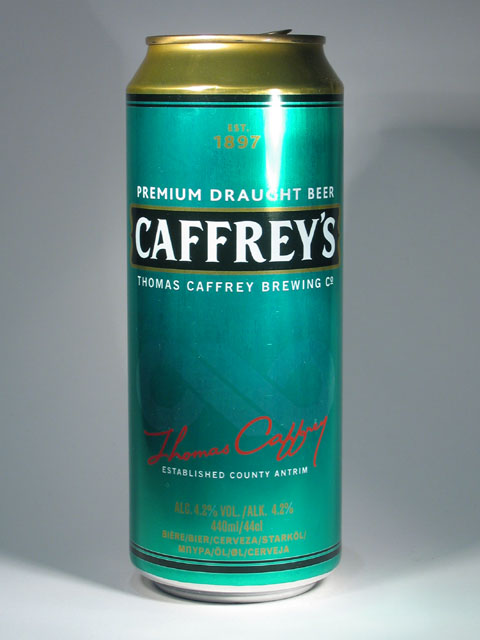 EST.
1897
PREMIUM DRAUGHT BEER
CAFFREY'S
THOMAS CAFFREY BREWING Cº
Thomas Caffrey
ESTABLISHED COUNTY ANTRIM
ALC. 4.2% VOL. / ALK. 4.2%
440ml/44cl
BIERE/BIER/CERVEZA/STARKÖL/
ΜΠΥΡΑ/ÖL/ØL/CERVEJA